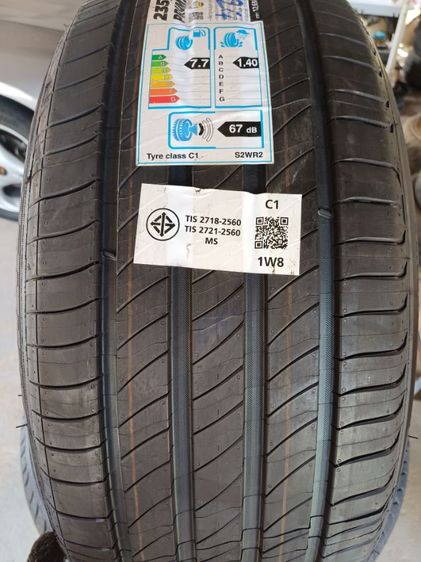 235
7.7
1.40
A
B
C
D
E
F
G
67 dB
Tyre class C1 S2WR2
TIS 2718-2560
TIS 2721-2560
MS
C1
1W8